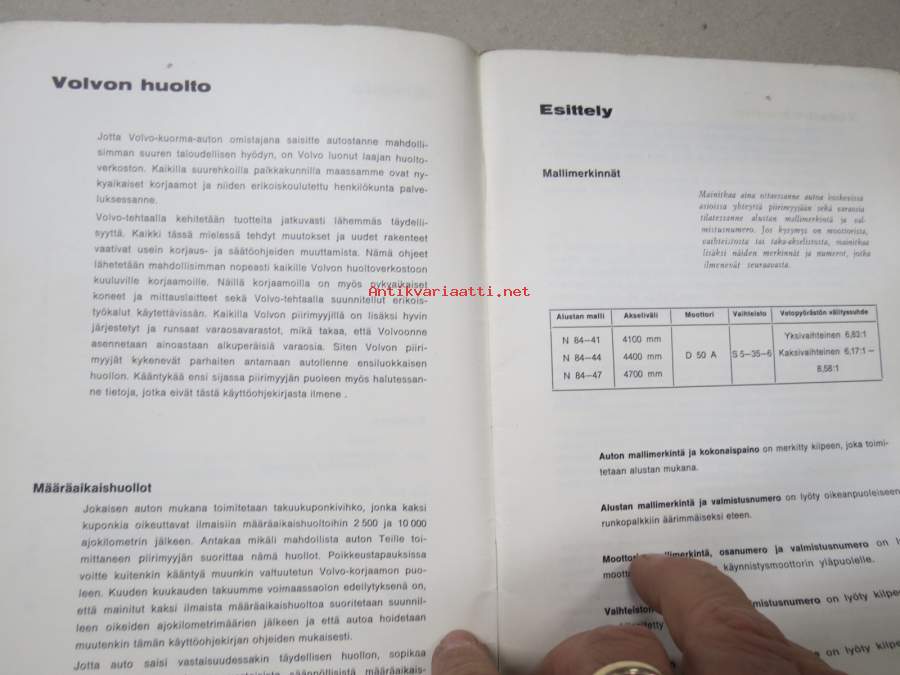 Volvon huolto
Jotta Volvo-kuorma-auton omistajana saisitte autostanne mahdolli-
simman suuren taloudellisen hyödyn, on Volvo luonut laajan huolto-
verkoston. Kaikilla suurehkoilla paikkakunnilla maassamme ovat ny-
kyaikaiset korjaamot ja niiden erikoiskoulutettu henkilökunta palve-
luksessanne.
Volvo-tehtaalla kehitetään tuotteita jatkuvasti lähemmäs täydelli-
syyttä. Kaikki tässä mielessä tehdyt muutokset ja uudet rakenteet
vaativat usein korjaus- ja säätöohjeiden muuttamista. Nämä ohjeet
lähetetään mahdollisimman nopeasti kaikille Volvon huoltoverkostoon
kuuluville korjaamoille. Näillä korjaamoilla on myös nykyaikaiset
koneet ja mittauslaitteet sekä Volvo-tehtaalla suunnitellut erikois-
työkalut käytettävissään. Kaikilla Volvon piirimyyjillä on lisäksi hyvin
järjestetyt ja runsaat varaosavarastot, mikä takaa, että Volvoonne
asennetaan ainoastaan alkuperäisiä varaosia. Siten Volvon piiri-
myyjät kykenevät parhaiten antamaan autollenne ensiluokkaisen
huollon. Kääntykää ensi sijassa piirimyyjän puoleen myös halutessan-
ne tietoja, jotka eivät tästä käyttöohjekirjasta ilmene.
Määräaikaishuollot
Jokaisen auton mukana toimitetaan takuukuponkivihko, jonka kaksi
kuponkia oikeuttavat ilmaisiin määräaikaishuoltoihin 2 500 ja 10 000
ajokilometrin jälkeen. Antakaa mikäli mahdollista auton Teille toi-
mittaneen piirimyyjän suorittaa nämä huollot. Poikkeustapauksissa
voitte kuitenkin kääntyä muunkin valtuutetun Volvo-korjaamon puo-
leen. Kuuden kuukauden takuumme voimaassaolon edellytyksenä on,
että mainitut kaksi ilmaista määräaikaishuoltoa suoritetaan suunnil-
leen oikeiden ajokilometrimäärien jälkeen ja että autoa hoidetaan
muutenkin tämän käyttöohjekirjan ohjeiden mukaisesti.
Jotta auto saisi vastaisuudessakin täydellisen huollon, sopikaa
säännöllisistä määräaikais-
Antikvariaatti.net
Esittely
Mallimerkinnät
Mainitkaa aina ottaessanne autoa koskevissa
asioissa yhteyttä piirimyyjään sekä varaosia
tilatessanne alustan mallimerkintä ja val-
mistusnumero. Jos kysymys on moottorista,
vaihteistosta tai taka-akselistosta, mainitkaa
lisäksi näiden merkinnät ja numerot, jotka
ilmenevät seuraavasta.
Alustan malli Akseliväli Moottori Vaihteisto Vetopyörästön välityssuhde
N 84—41 4100 mm Yksivaihteinen 6,83:1
N 84—44 4400 mm D 50 A S 5–35–6 Kaksivaihteinen 6,17:1 —
N 84—47 4700 mm 8,58:1
Auton mallimerkintä ja kokonaispaino on merkitty kilpeen, joka toimi-
tetaan alustan mukana.
Alustan mallimerkintä ja valmistusnumero on lyöty oikeanpuoleiseen
runkopalkkiin äärimmäiseksi eteen.
osanumero ja valmistusnumero on
käynnistysmoottorin yläpuolelle.
on lyöty
on lyöty